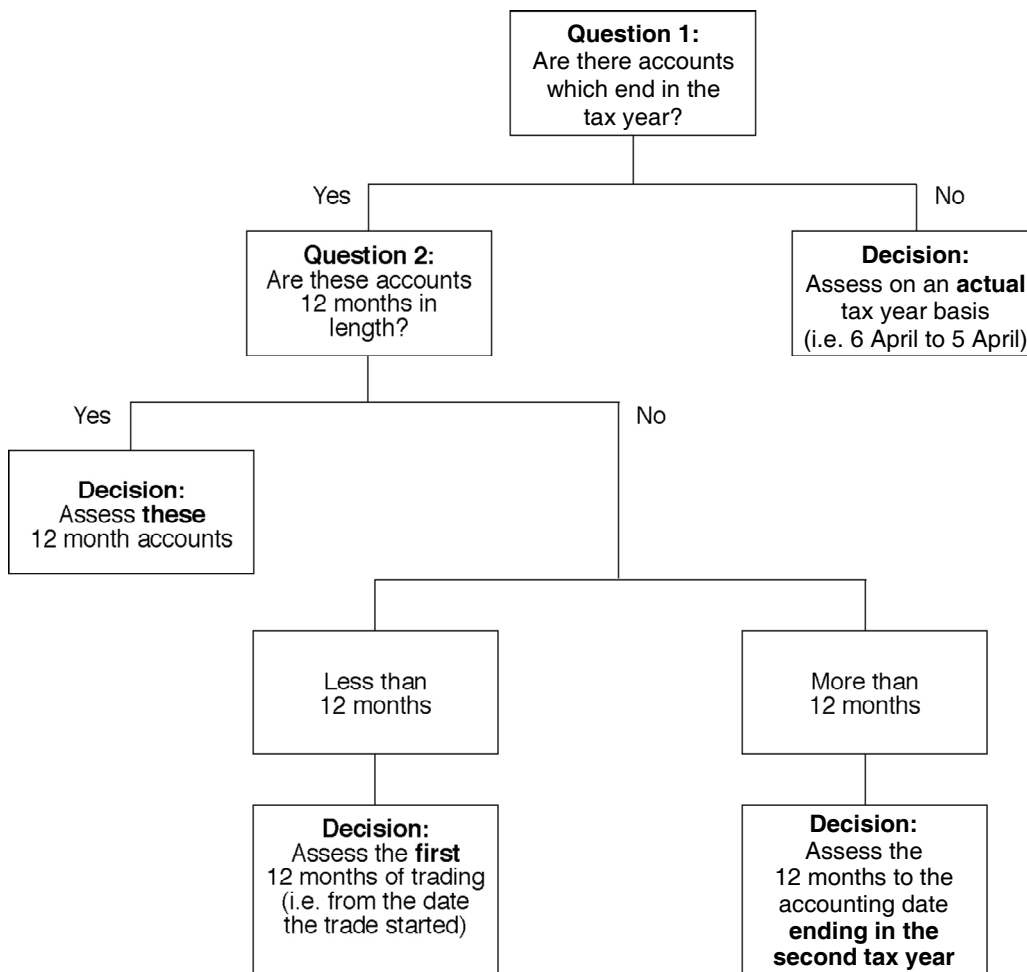 Question 1:
Are there accounts
which end in the
tax year?
Yes
No
Question 2:
Are these accounts
12 months in
length?
Decision:
Assess on an actual
tax year basis
(i.e. 6 April to 5 April)
Yes
No
Decision:
Assess these
12 month accounts
Less than
12 months
More than
12 months
Decision:
Assess the first
12 months of trading
(i.e. from the date
the trade started)
Decision:
Assess the
12 months to the
accounting date
ending in the
second tax year